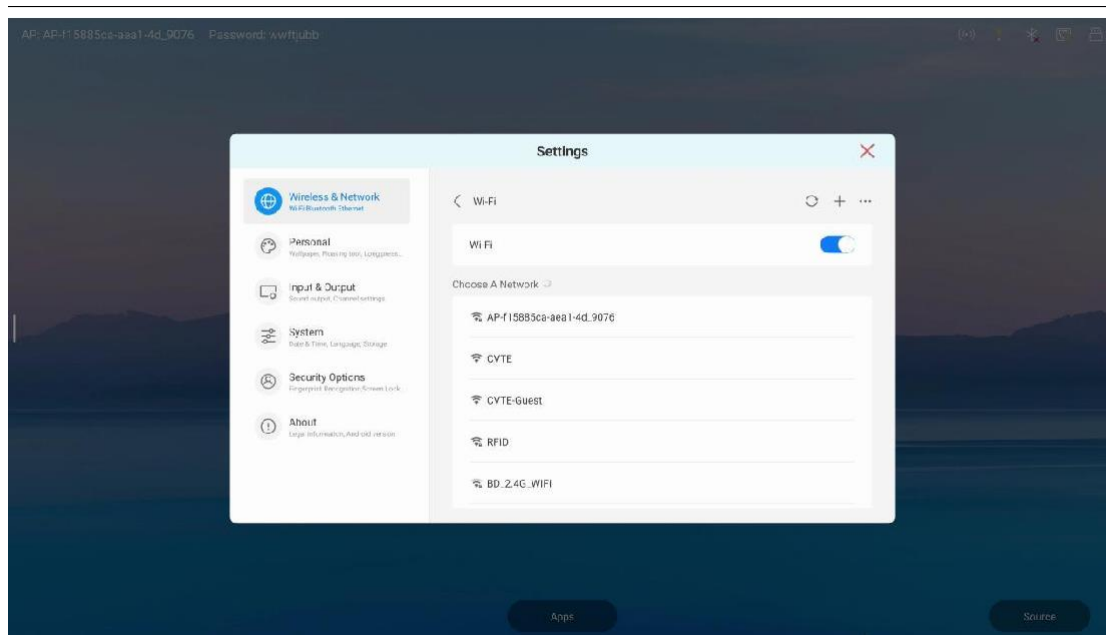 AP: AP-f15885ca-aea1-4d_9076 Password: wwftjubb
Settings
Wireless & Network
Wi-Fi Bluetooth Ethernet
Personal
Input & Output
Sound output, Channel settings
System
Date & Time, Language, Storage
Security Options
Fingerprint Recognition, Screen Lock
About
Legal Information, Android version
Wi-Fi
Wi Fi
Choose A Network
AP-f15885ca-aea1-4d_9076
CVTE
CVTE-Guest
RFID
BD_2.4G_WIFI
Apps
Source